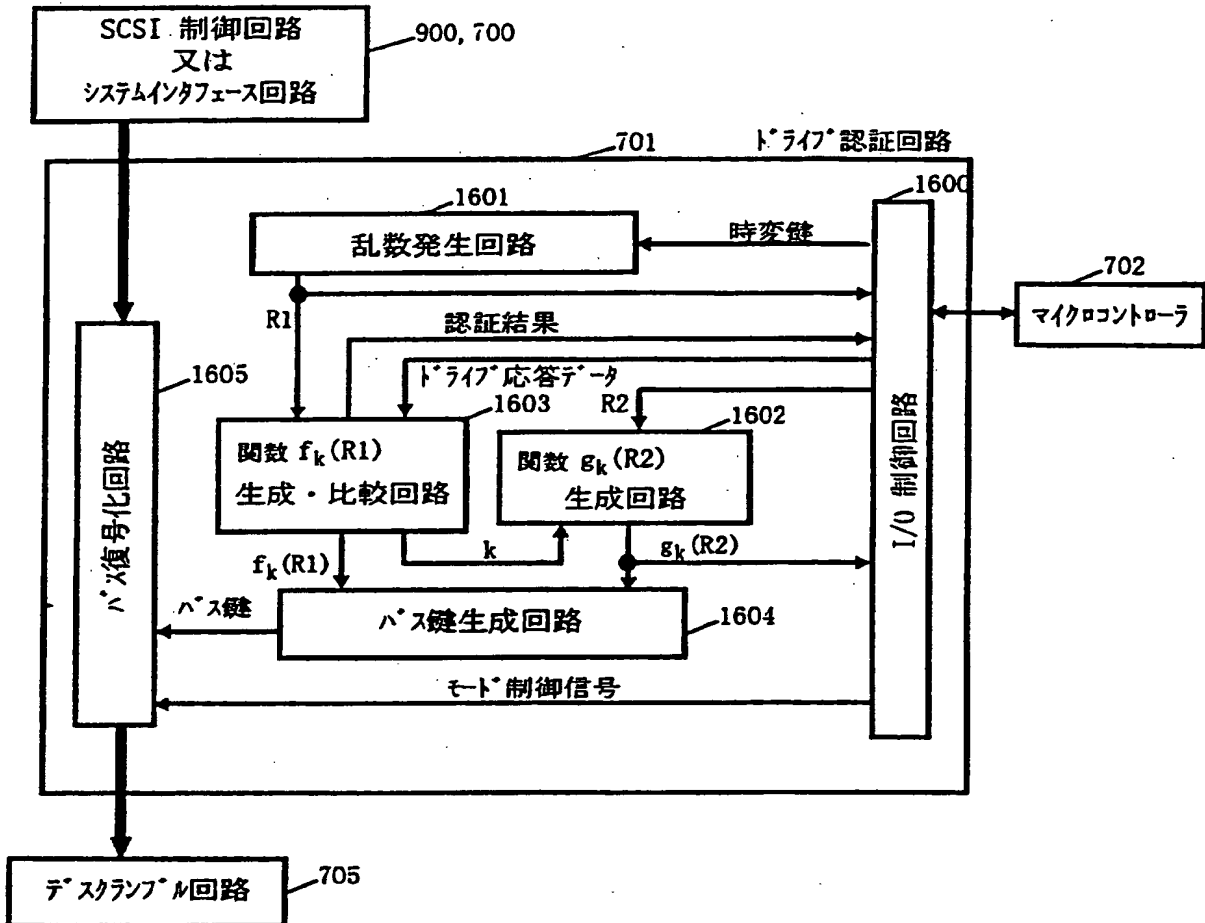 SCSI 制御回路
又は
システムインタフェース回路
900, 700
701
ドライブ認証回路
1600
1601
乱数発生回路
時変鍵
702
マイクロコントローラ
R1
認証結果
ドライブ応答データ
1605
1603
R2
1602
関数 fk(R1)
生成・比較回路
関数 gk(R2)
生成回路
I/O 制御回路
バス復号化回路
fk(R1)
k
gk(R2)
バス鍵
バス鍵生成回路
1604
モード制御信号
デスクランブル回路
705